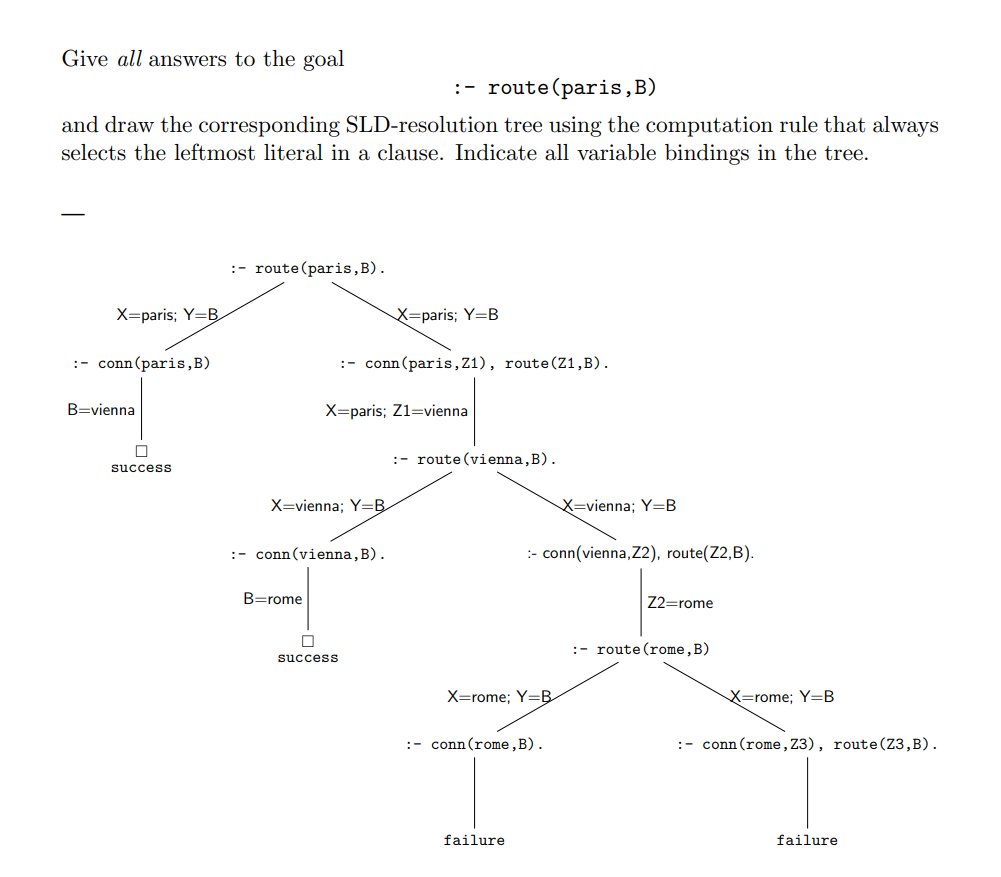 Give all answers to the goal
:- route(paris,B)
and draw the corresponding SLD-resolution tree using the computation rule that always
selects the leftmost literal in a clause. Indicate all variable bindings in the tree.
—
:- route(paris,B).
X=paris; Y=B X=paris; Y=B
:- conn(paris,B) :- conn(paris,Z1), route(Z1,B).
B=vienna X=paris; Z1=vienna
□
success
:- route(vienna,B).
X=vienna; Y=B X=vienna; Y=B
:- conn(vienna,B). :- conn(vienna,Z2), route(Z2,B).
B=rome Z2=rome
□
success
:- route(rome,B)
X=rome; Y=B X=rome; Y=B
:- conn(rome,B). :- conn(rome,Z3), route(Z3,B).
failure failure